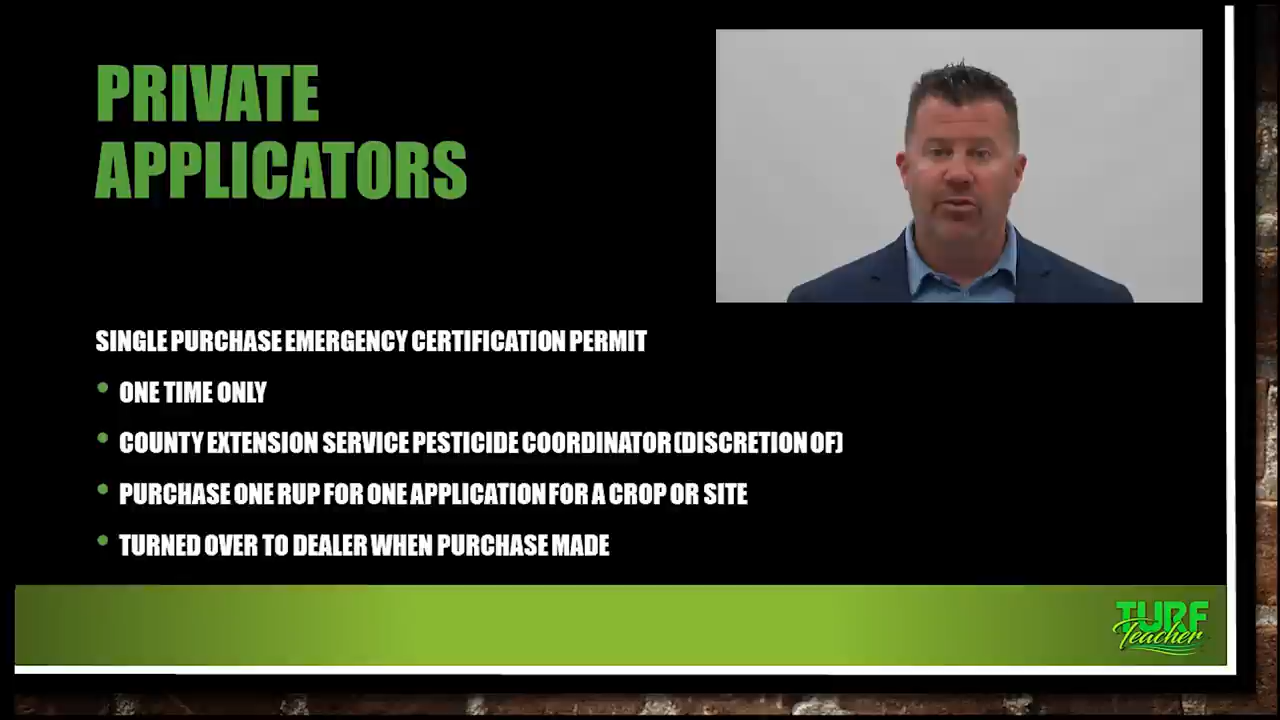 PRIVATE
APPLICATORS
SINGLE PURCHASE EMERGENCY CERTIFICATION PERMIT
• ONE TIME ONLY
• COUNTY EXTENSION SERVICE PESTICIDE COORDINATOR (DISCRETION OF)
• PURCHASE ONE RUP FOR ONE APPLICATION FOR A CROP OR SITE
• TURNED OVER TO DEALER WHEN PURCHASE MADE
TURF
Teacher